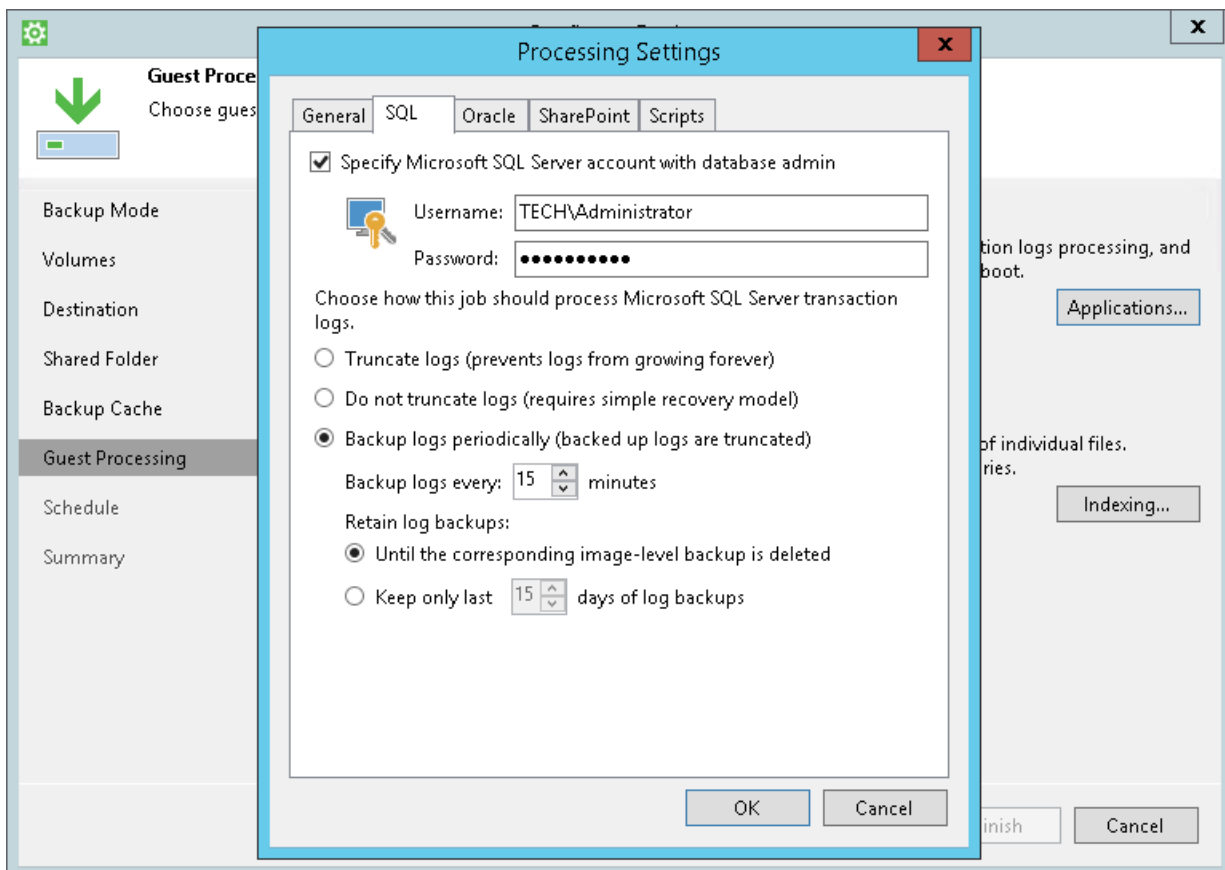 X
Processing Settings
x
Guest Proce
Choose gues
General
SQL
Oracle
SharePoint
Scripts
Specify Microsoft SQL Server account with database admin
Username: TECH\Administrator
Password: ●●●●●●●●●●
Choose how this job should process Microsoft SQL Server transaction
logs.
Truncate logs (prevents logs from growing forever)
Do not truncate logs (requires simple recovery model)
Backup logs periodically (backed up logs are truncated)
Backup logs every: 15 minutes
Retain log backups:
Until the corresponding image-level backup is deleted
Keep only last 15 days of log backups
OK
Cancel
Backup Mode
Volumes
Destination
Shared Folder
Backup Cache
Guest Processing
Schedule
Summary
tion logs processing, and
boot.
Applications...
of individual files.
ries.
Indexing...
inish
Cancel